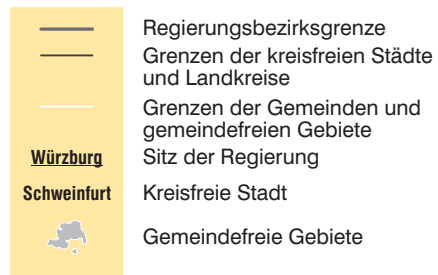 Regierungsbezirksgrenze
Grenzen der kreisfreien Städte
und Landkreise
Grenzen der Gemeinden und
gemeindefreien Gebiete
Würzburg Sitz der Regierung
Schweinfurt Kreisfreie Stadt
Gemeindefreie Gebiete